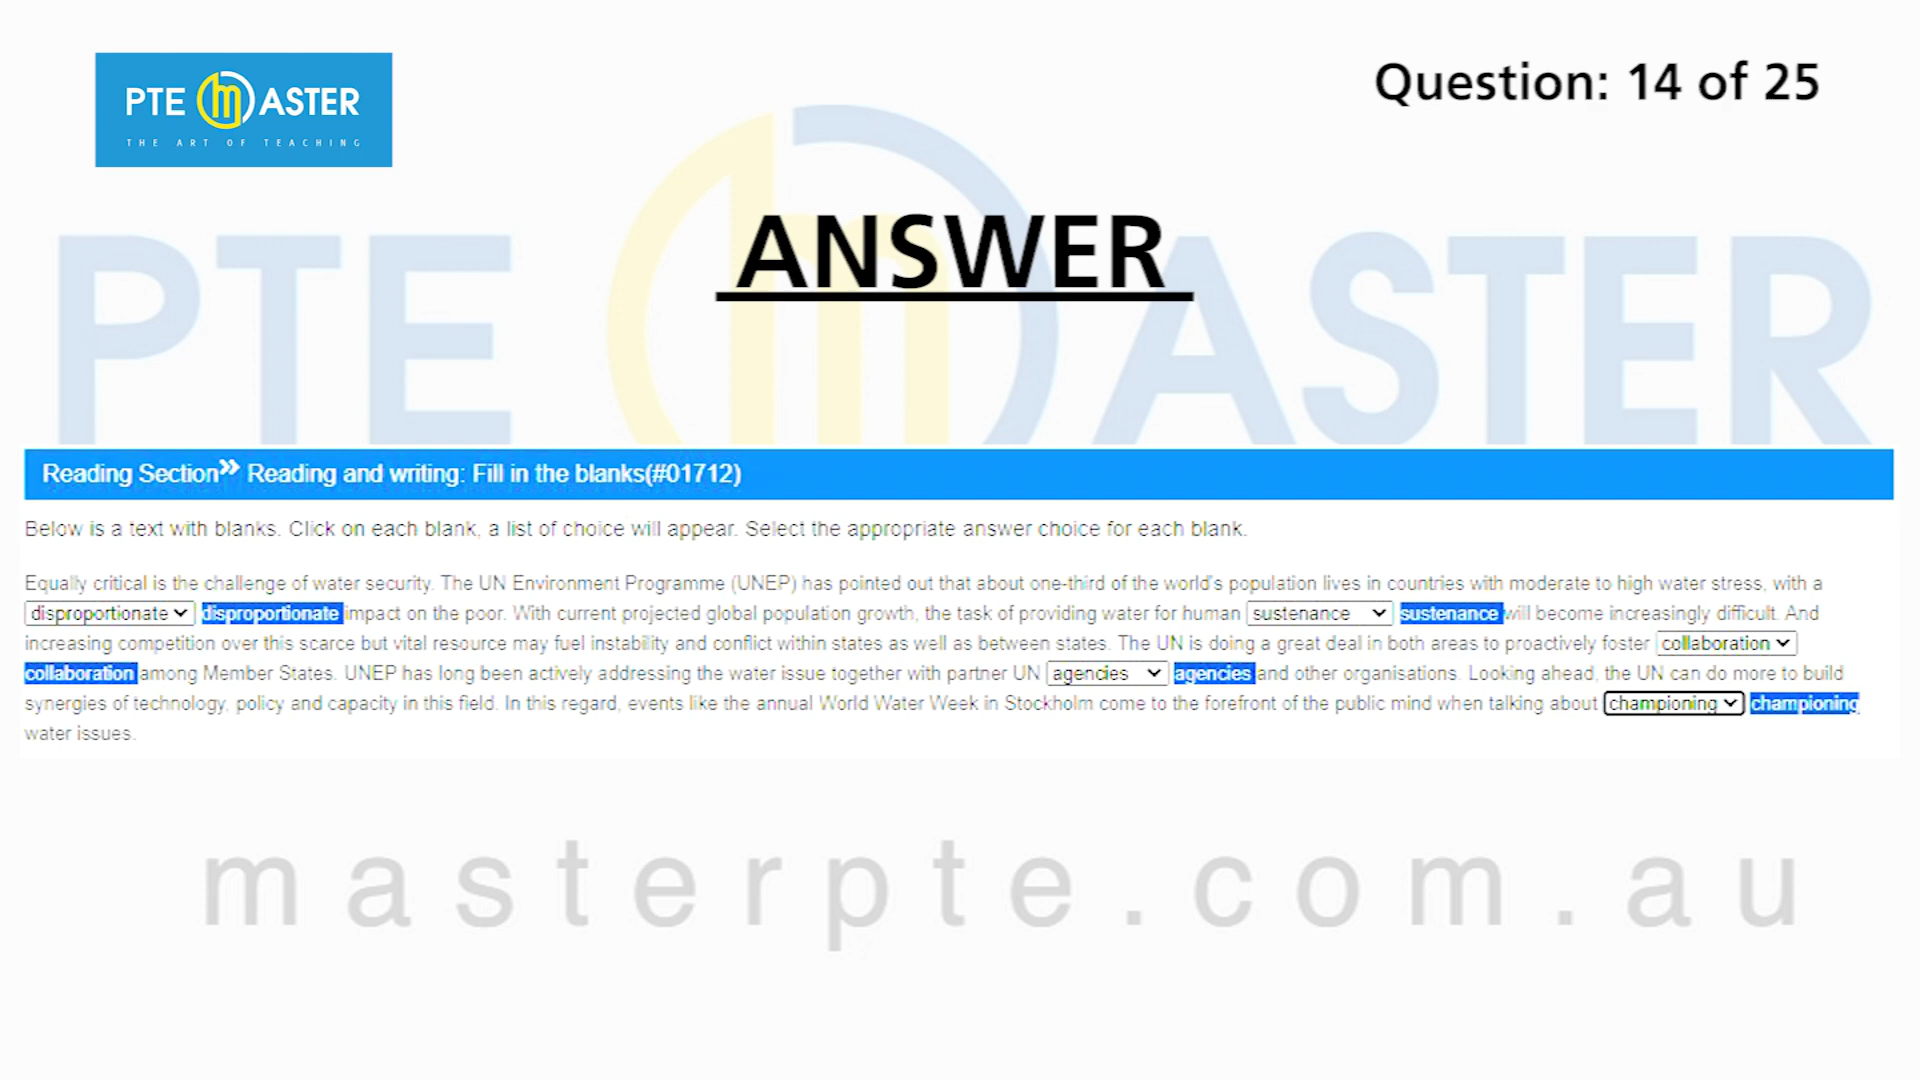 PTE MASTER
THE ART OF TEACHING
Question: 14 of 25
PTE MASTER
ANSWER
Reading Section» Reading and writing: Fill in the blanks(#01712)
Below is a text with blanks. Click on each blank, a list of choice will appear. Select the appropriate answer choice for each blank.
Equally critical is the challenge of water security. The UN Environment Programme (UNEP) has pointed out that about one-third of the world's population lives in countries with moderate to high water stress, with a
disproportionate disproportionate impact on the poor. With current projected global population growth, the task of providing water for human sustenance sustenance will become increasingly difficult. And
increasing competition over this scarce but vital resource may fuel instability and conflict within states as well as between states. The UN is doing a great deal in both areas to proactively foster collaboration
collaboration among Member States. UNEP has long been actively addressing the water issue together with partner UN agencies agencies and other organisations. Looking ahead, the UN can do more to build
synergies of technology, policy and capacity in this field. In this regard, events like the annual World Water Week in Stockholm come to the forefront of the public mind when talking about championing championing
water issues.
masterpte.com.au